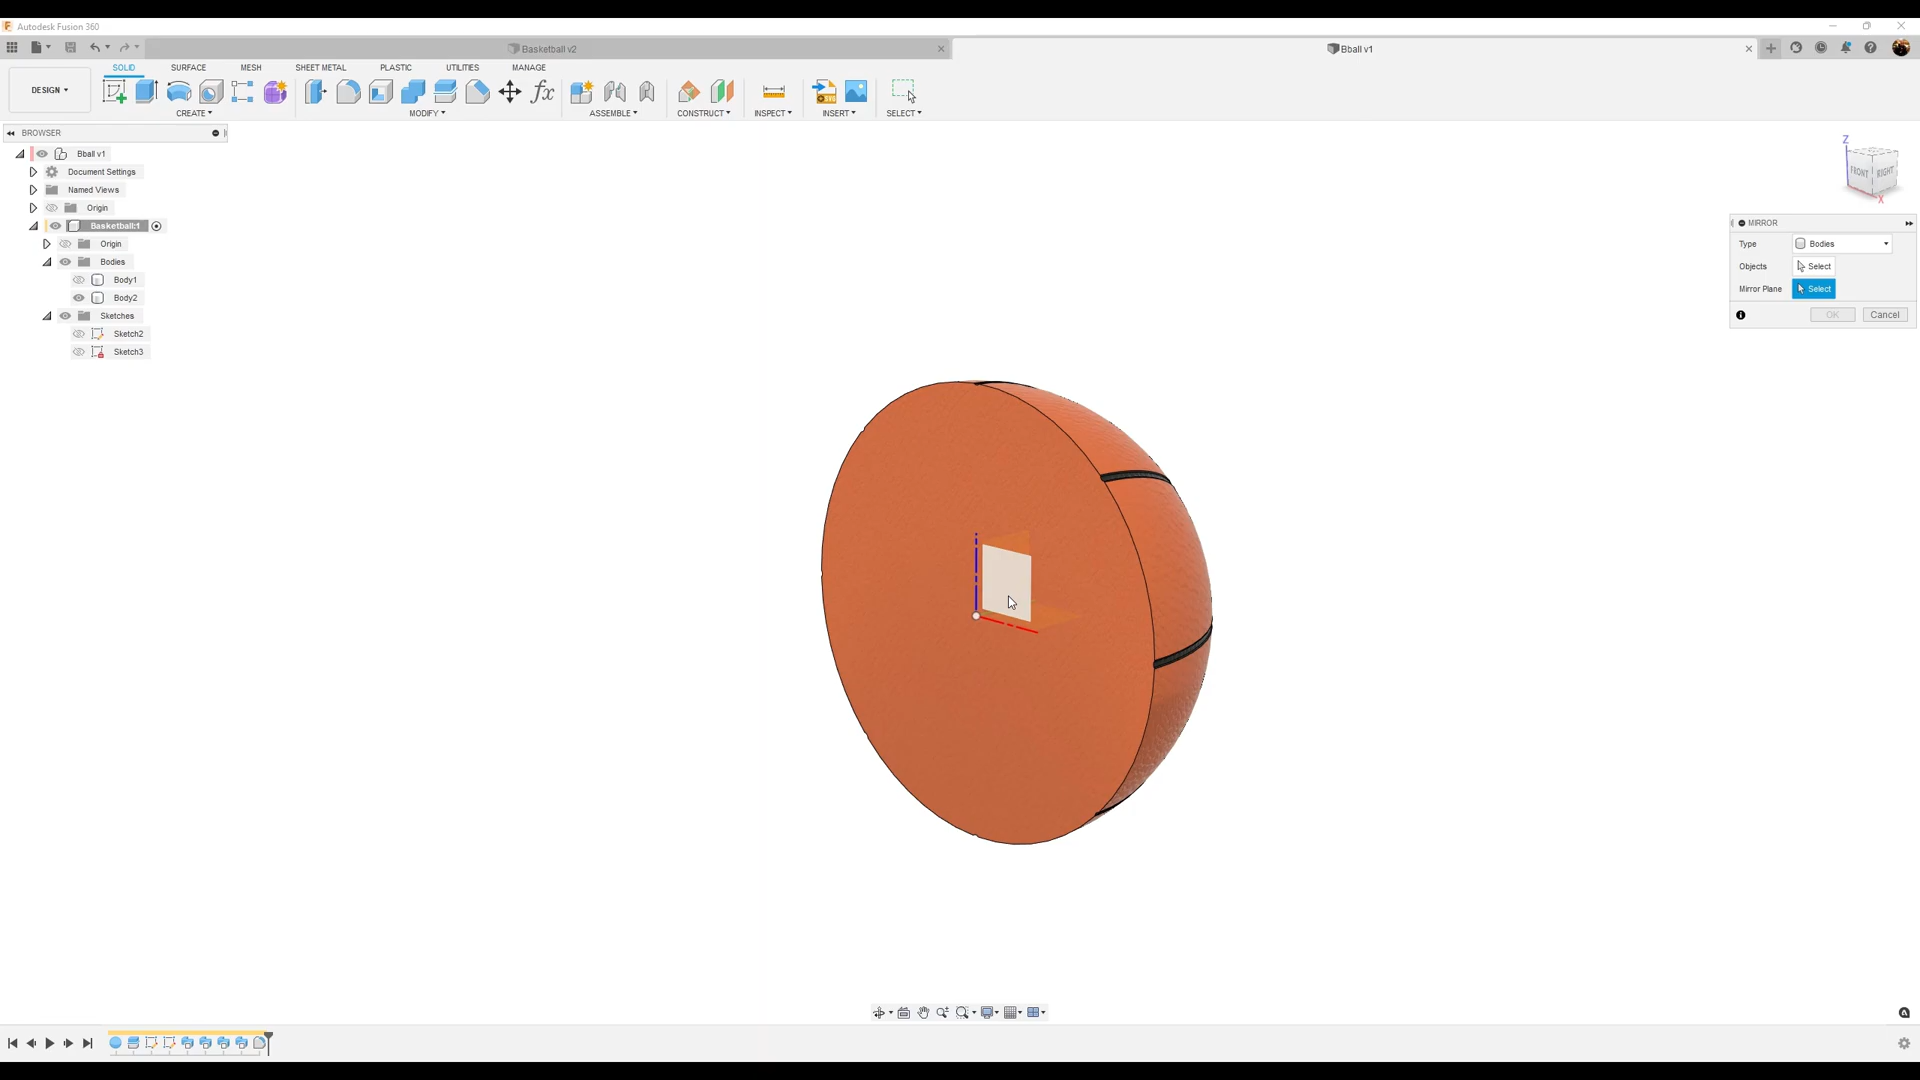 Autodesk Fusion 360
Basketball v2
Bball v1
DESIGN
SOLID
SURFACE
MESH
SHEET METAL
PLASTIC
UTILITIES
MANAGE
CREATE
MODIFY
ASSEMBLE
CONSTRUCT
INSPECT
INSERT
SELECT
BROWSER
Bball v1
Document Settings
Named Views
Origin
Basketball:1
Origin
Bodies
Body1
Body2
Sketches
Sketch2
Sketch3
Z
FRONT
RIGHT
X
MIRROR
Type
Bodies
Objects
Select
Mirror Plane
Select
OK
Cancel